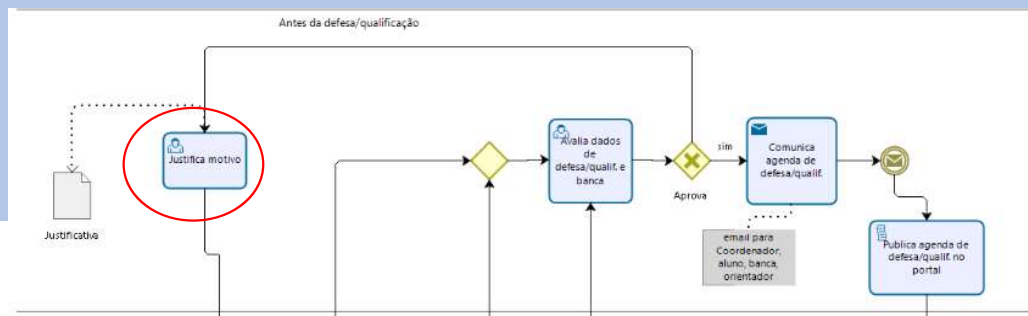 Antes da defesa/qualificação
Justifica motivo
Justificativa
Avalia dados
de
defesa/qualif. e
banca
Aprova
sim
Comunica
agenda de
defesa/qualif.
email para
Coordenador,
aluno, banca,
orientador
Publica agenda de
defesa/qualif. no
portal